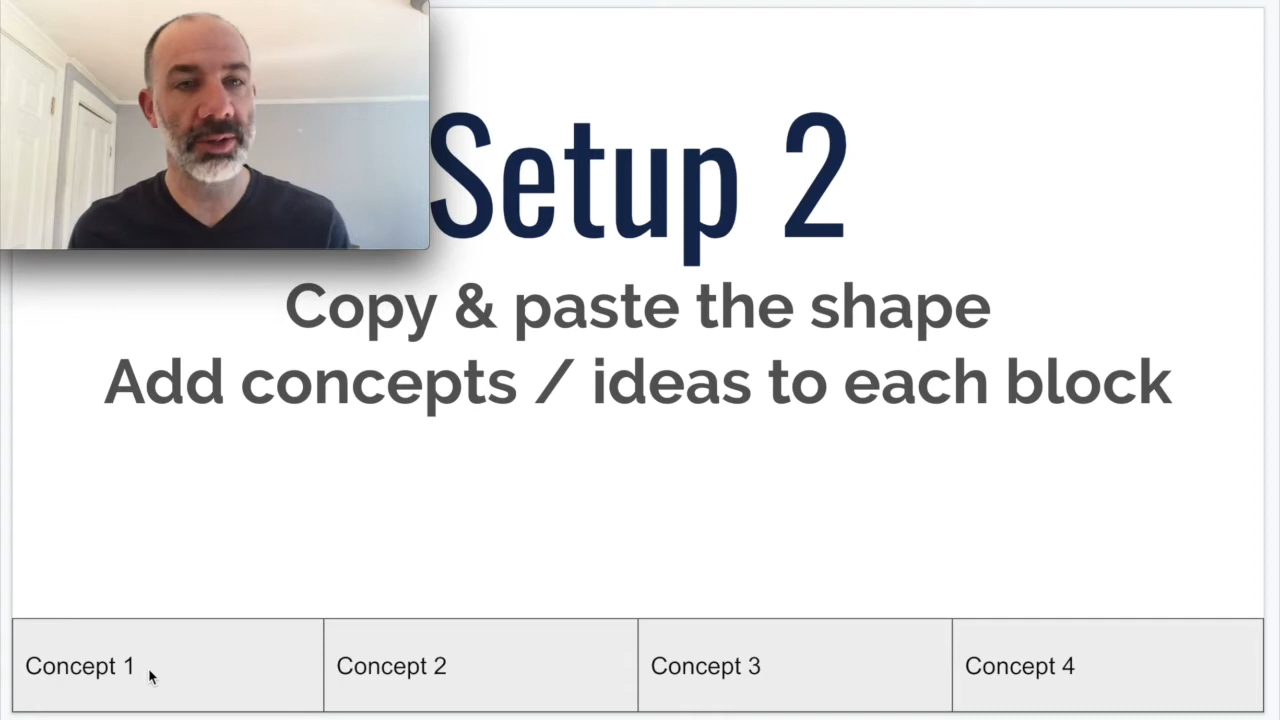 Setup 2
Copy & paste the shape
Add concepts / ideas to each block
Concept 1
Concept 2
Concept 3
Concept 4